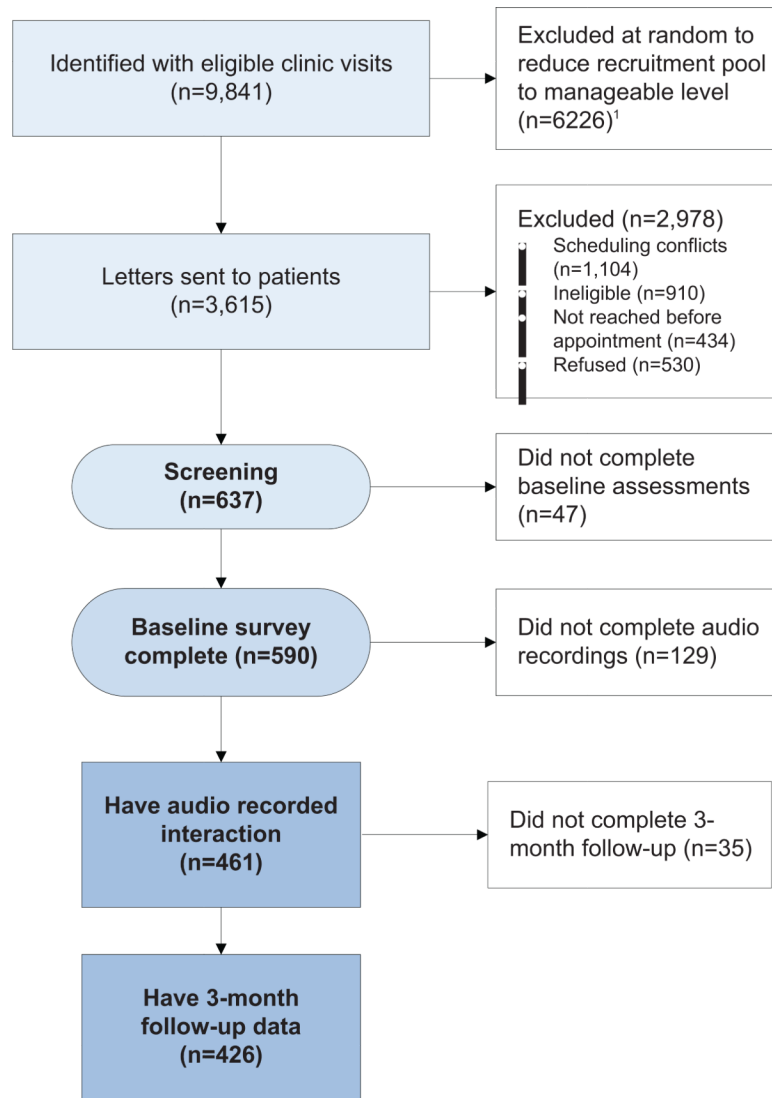 Identified with eligible clinic visits
(n=9,841)
Excluded at random to
reduce recruitment pool
to manageable level
(n=6226)¹
Letters sent to patients
(n=3,615)
Excluded (n=2,978)
Scheduling conflicts
(n=1,104)
Ineligible (n=910)
Not reached before
appointment (n=434)
Refused (n=530)
Screening
(n=637)
Did not complete
baseline assessments
(n=47)
Baseline survey
complete (n=590)
Did not complete audio
recordings (n=129)
Have audio recorded
interaction
(n=461)
Did not complete 3-
month follow-up (n=35)
Have 3-month
follow-up data
(n=426)